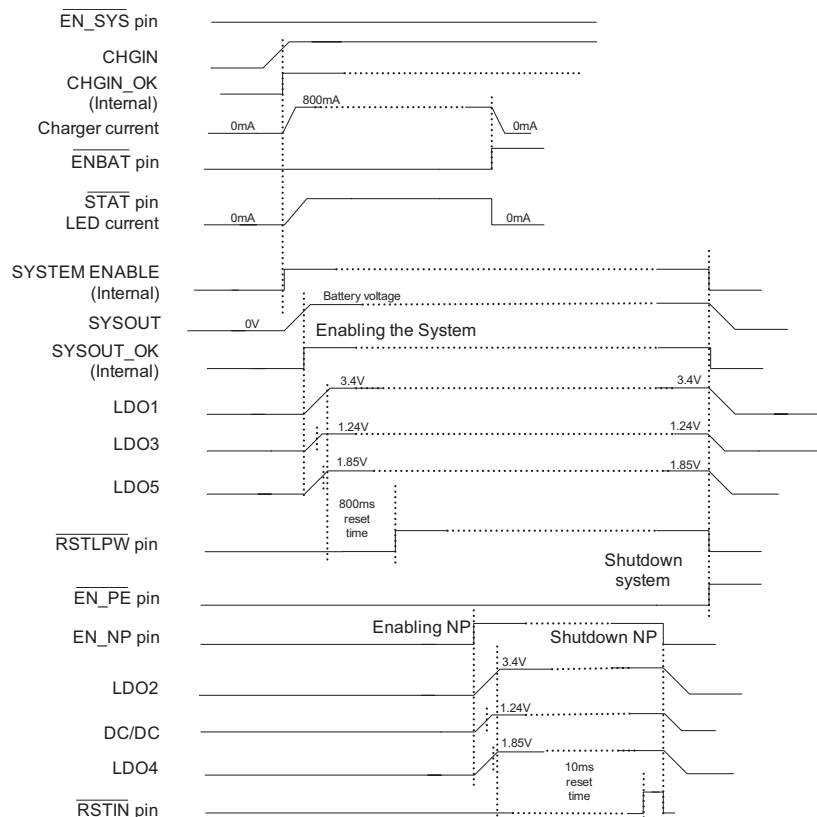 EN_SYS pin
CHGIN
CHGIN_OK
(Internal)
800mA
Charger current
0mA
0mA
ENBAT pin
STAT pin
LED current
0mA
0mA
SYSTEM ENABLE
(Internal)
Battery voltage
SYSOUT
0V
Enabling the System
SYSOUT_OK
(Internal)
3.4V
3.4V
LDO1
1.24V
1.24V
LDO3
1.85V
1.85V
LDO5
800ms
reset
time
RSTLPW pin
Shutdown
system
EN_PE pin
Enabling NP
Shutdown NP
EN_NP pin
3.4V
LDO2
1.24V
DC/DC
1.85V
LDO4
10ms
reset
time
RSTIN pin